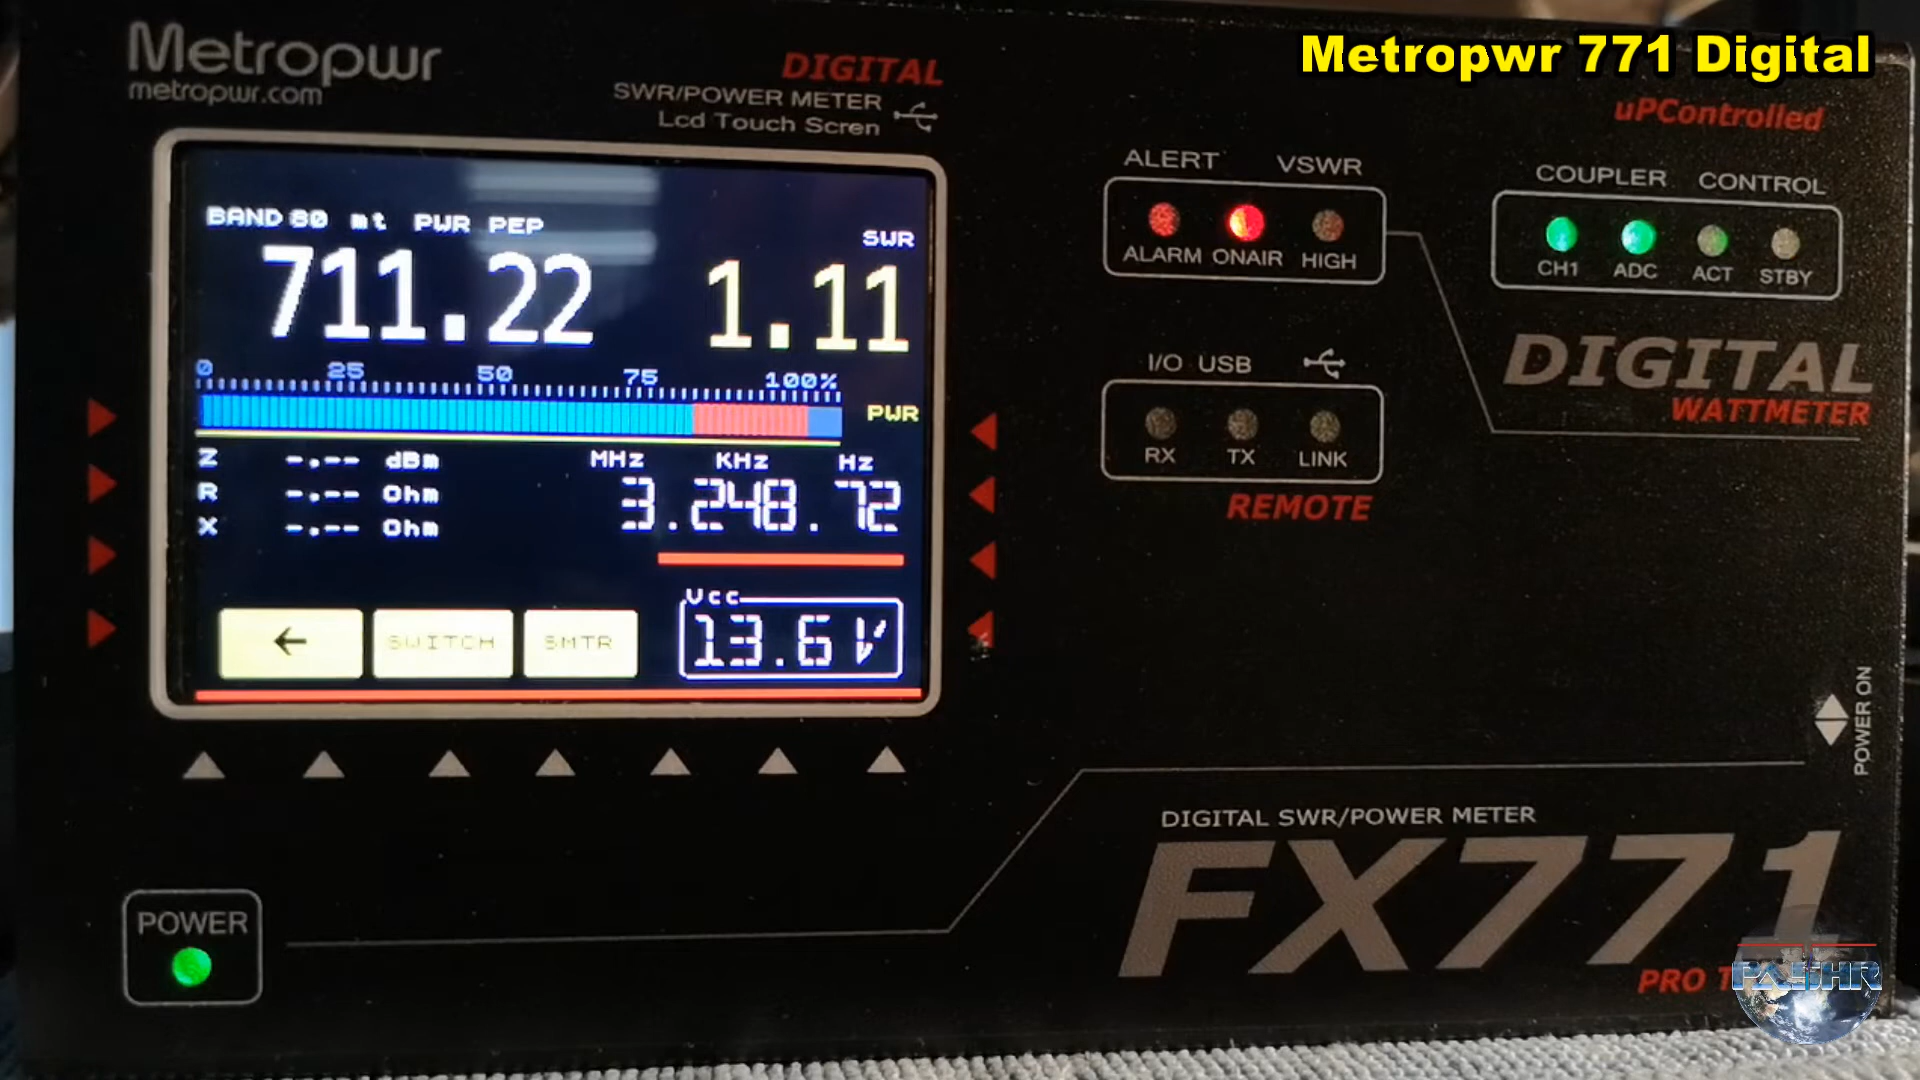 Metropwr 771 Digital
Metropwr
metropwr.com
DIGITAL
SWR/POWER METER
Lcd Touch Scren
uPControlled
BAND 80 mt PWR PEP
SWR
711.22
1.11
0 25 50 75 100%
PWR
Z -.-- dBm
R -.-- Ohm
X -.-- Ohm
MHz KHz Hz
3.248.72
←
SWITCH
SMTR
Vcc
13.6 V
ALERT VSWR
ALARM ONAIR HIGH
COUPLER CONTROL
CH1 ADC ACT STBY
DIGITAL
WATTMETER
I/O USB
RX TX LINK
REMOTE
POWER ON
DIGITAL SWR/POWER METER
FX771
PRO
POWER